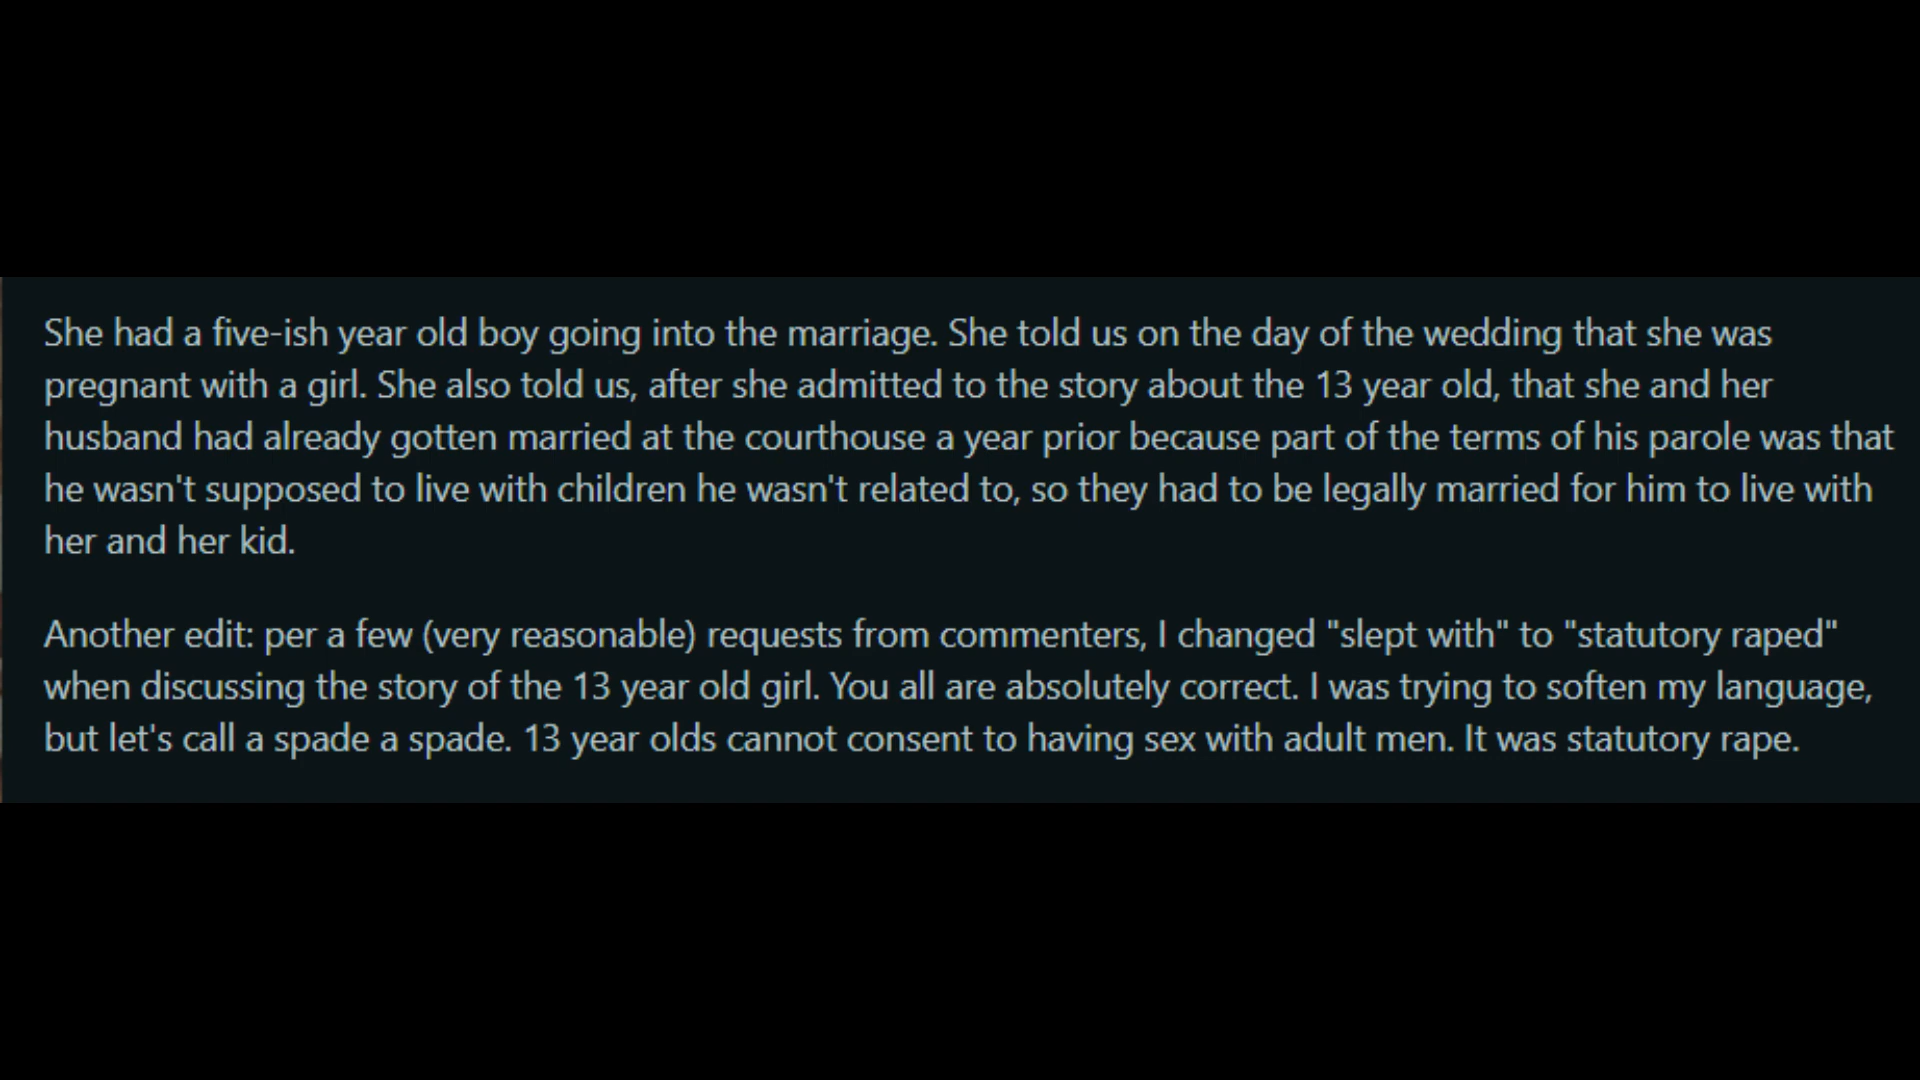 She had a five-ish year old boy going into the marriage. She told us on the day of the wedding that she was
pregnant with a girl. She also told us, after she admitted to the story about the 13 year old, that she and her
husband had already gotten married at the courthouse a year prior because part of the terms of his parole was that
he wasn't supposed to live with children he wasn't related to, so they had to be legally married for him to live with
her and her kid.
Another edit: per a few (very reasonable) requests from commenters, I changed "slept with" to "statutory raped"
when discussing the story of the 13 year old girl. You all are absolutely correct. I was trying to soften my language,
but let's call a spade a spade. 13 year olds cannot consent to having sex with adult men. It was statutory rape.